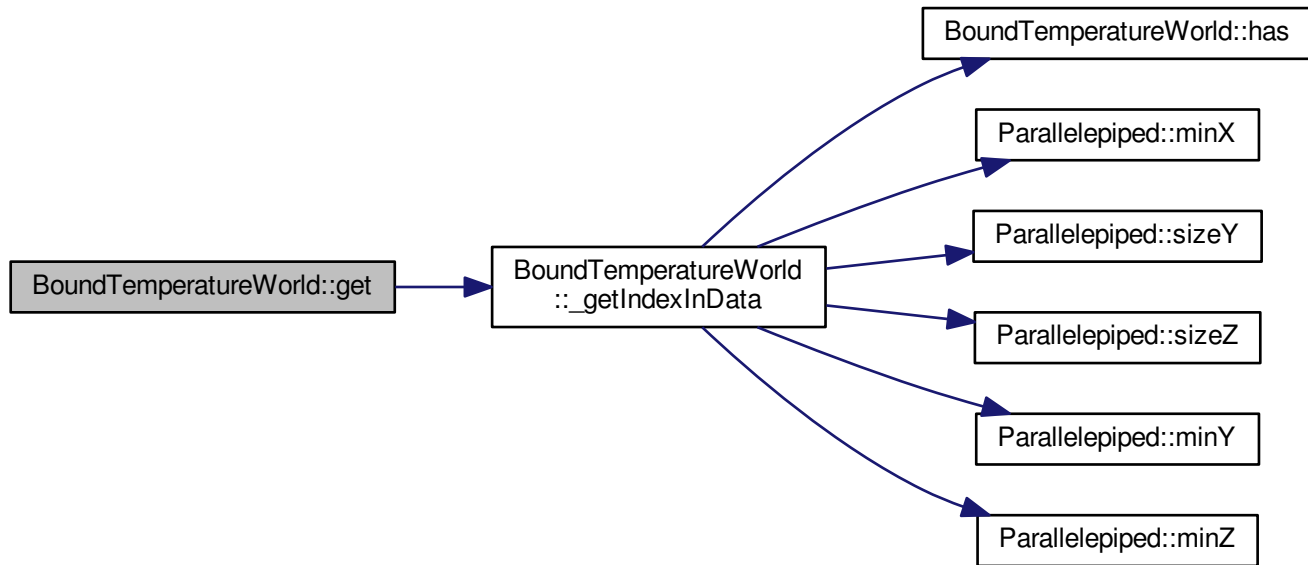 BoundTemperatureWorld::get
BoundTemperatureWorld
::_getIndexInData
BoundTemperatureWorld::has
Parallelepiped::minX
Parallelepiped::sizeY
Parallelepiped::sizeZ
Parallelepiped::minY
Parallelepiped::minZ